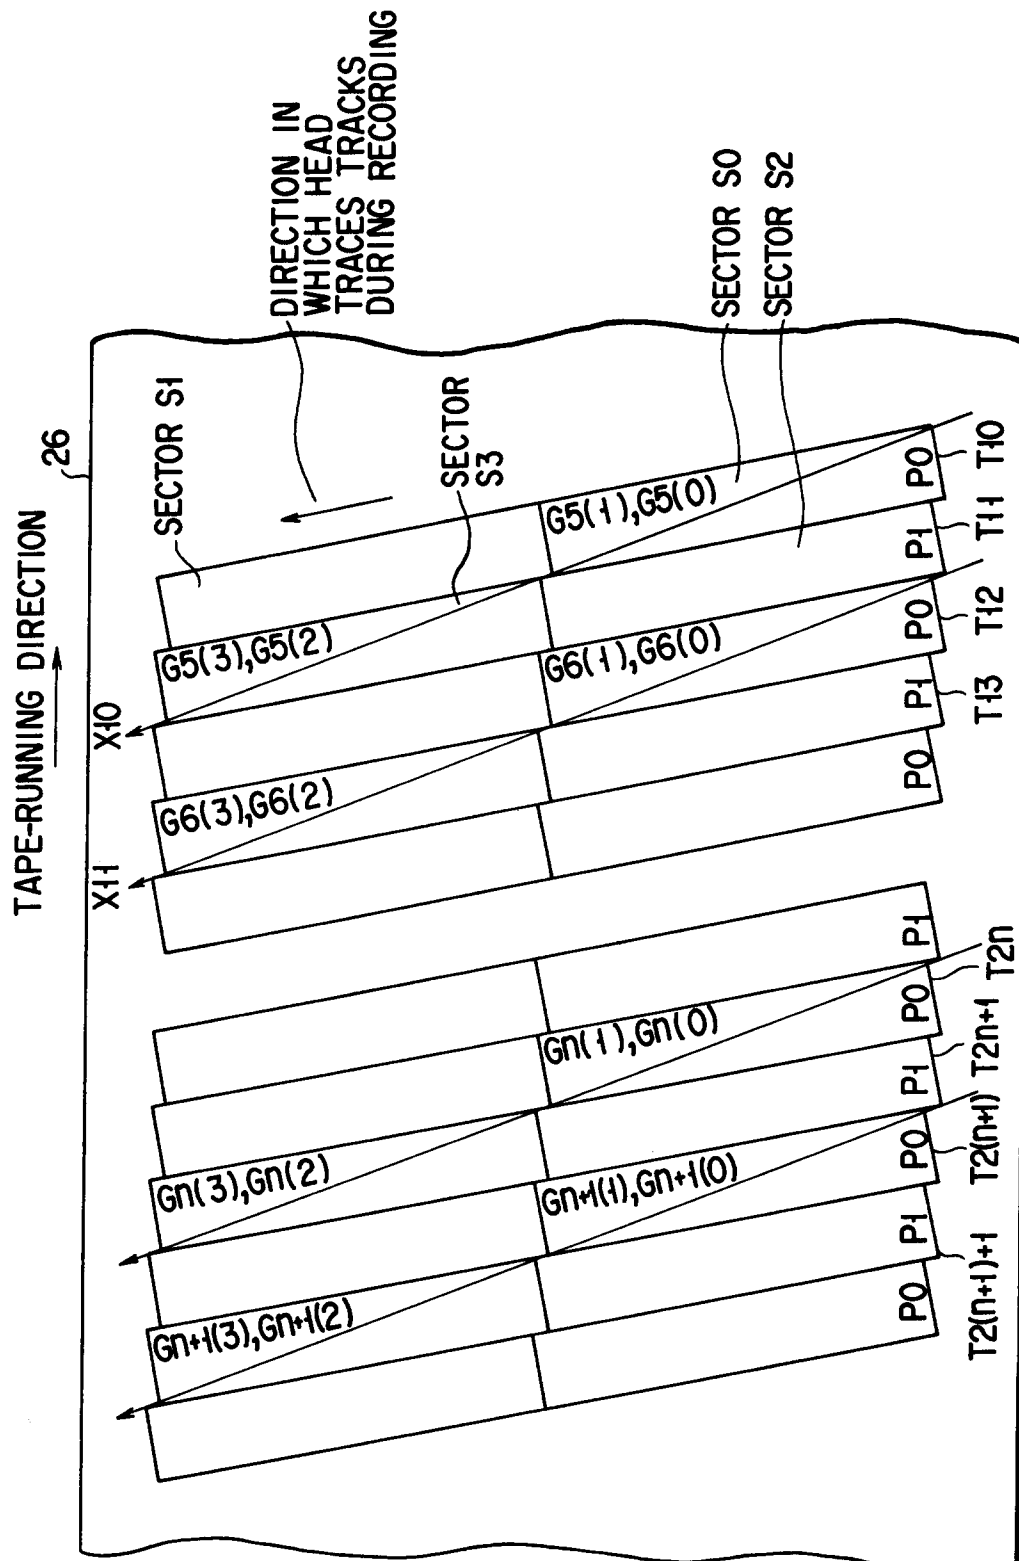 TAPE-RUNNING DIRECTION
26
SECTOR S1
DIRECTION IN
WHICH HEAD
TRACES TRACKS
DURING RECORDING
SECTOR
S3
SECTOR S0
SECTOR S2
X10
X11
G5(3),G5(2)
G5(1),G5(0)
G6(3),G6(2)
G6(1),G6(0)
Gn(3),Gn(2)
Gn(1),Gn(0)
Gn+1(3),Gn+1(2)
Gn+1(1),Gn+1(0)
P0
P1
P0
P1
P0
P1
P0
P1
P0
P1
P0
T10
T11
T12
T13
T2n
T2n+1
T2(n+1)
T2(n+1)+1